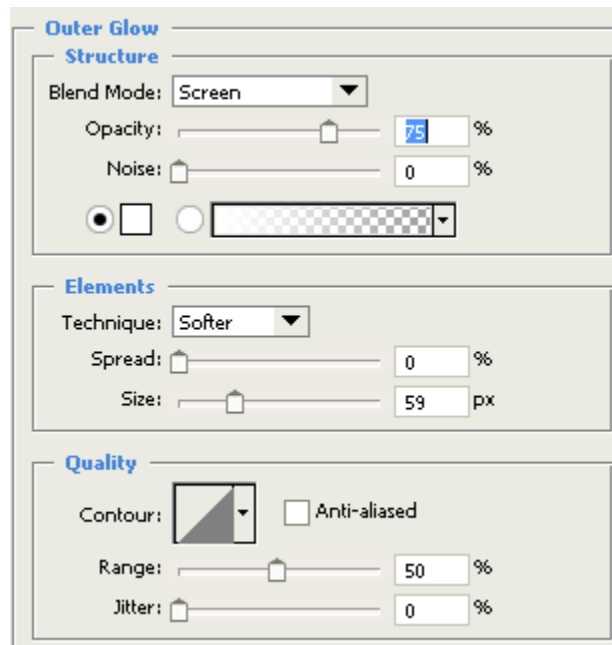 Outer Glow
Structure
Blend Mode: Screen
Opacity: 75 %
Noise: 0 %
Elements
Technique: Softer
Spread: 0 %
Size: 59 px
Quality
Contour: Anti-aliased
Range: 50 %
Jitter: 0 %